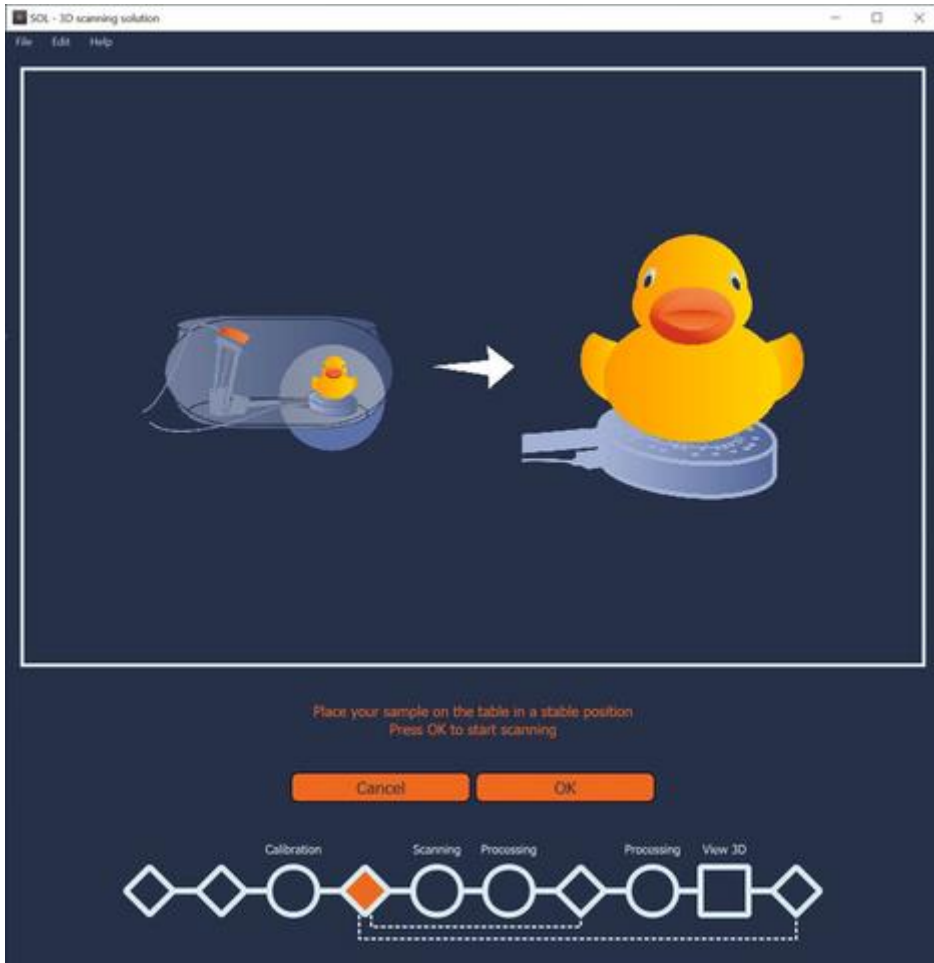 SOL - 3D scanning solution
File Edit Help
Place your sample on the table in a stable position
Press OK to start scanning
Cancel OK
Calibration Scanning Processing Processing View 3D